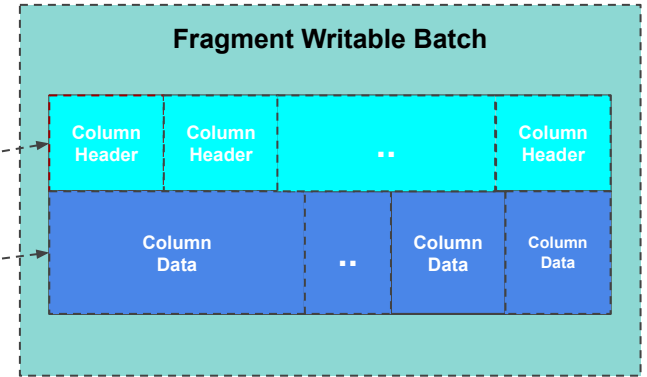 Fragment Writable Batch
Column Header
Column Header
..
Column Header
Column Data
..
Column Data
Column Data